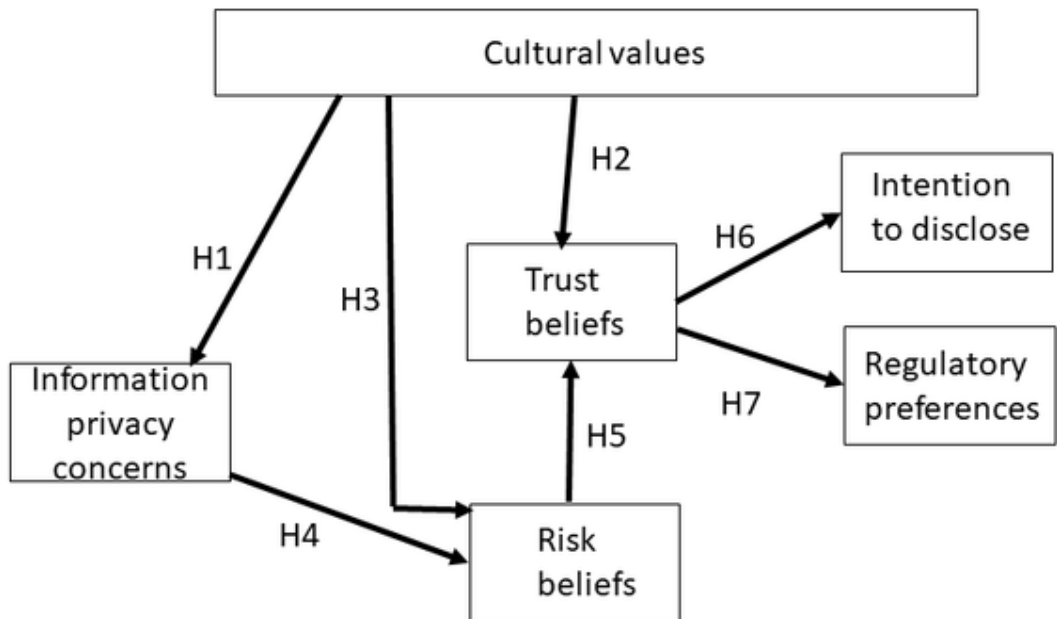 Cultural values
H1
H3
H2
Intention
to disclose
H6
Trust
beliefs
Information
privacy
concerns
H7
Regulatory
preferences
H5
H4
Risk
beliefs